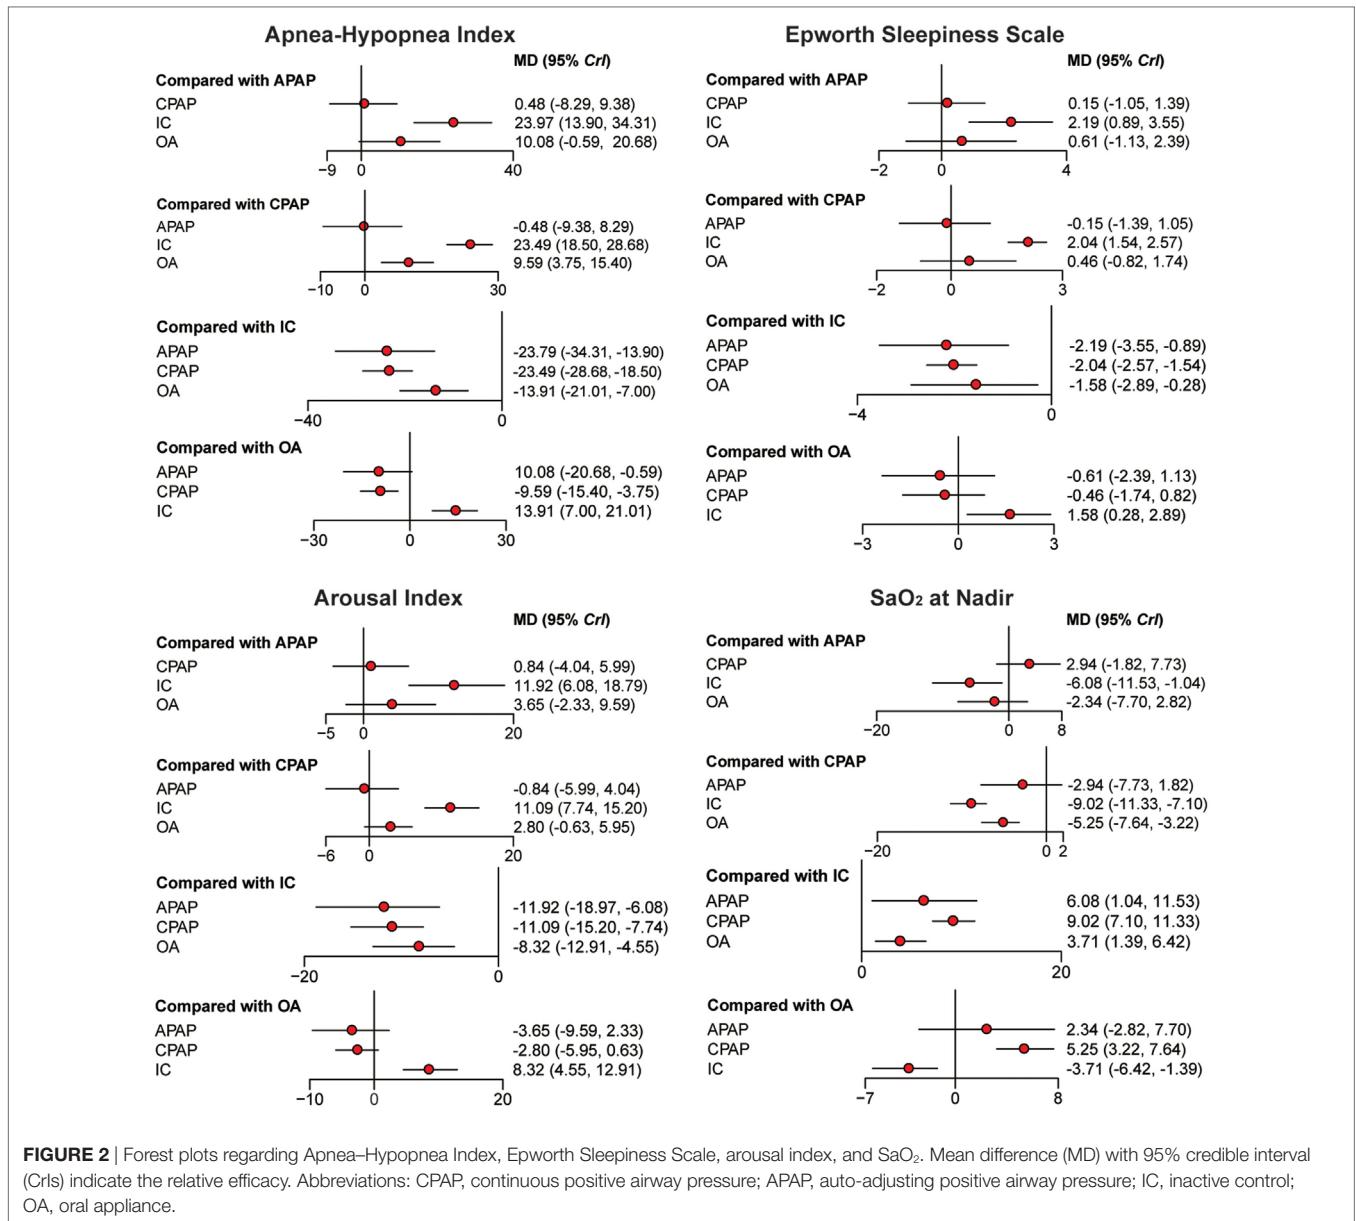 Apnea-Hypopnea Index
MD (95% CrI)
Compared with APAP
CPAP 0.48 (-8.29, 9.38)
IC 23.97 (13.90, 34.31)
OA 10.08 (-0.59, 20.68)
−9 0 40
Compared with CPAP
APAP -0.48 (-9.38, 8.29)
IC 23.49 (18.50, 28.68)
OA 9.59 (3.75, 15.40)
−10 0 30
Compared with IC
APAP -23.79 (-34.31, -13.90)
CPAP -23.49 (-28.68, -18.50)
OA -13.91 (-21.01, -7.00)
−40 0
Compared with OA
APAP 10.08 (-20.68, -0.59)
CPAP -9.59 (-15.40, -3.75)
IC 13.91 (7.00, 21.01)
−30 0 30
Epworth Sleepiness Scale
MD (95% CrI)
Compared with APAP
CPAP 0.15 (-1.05, 1.39)
IC 2.19 (0.89, 3.55)
OA 0.61 (-1.13, 2.39)
−2 0 4
Compared with CPAP
APAP -0.15 (-1.39, 1.05)
IC 2.04 (1.54, 2.57)
OA 0.46 (-0.82, 1.74)
−2 0 3
Compared with IC
APAP -2.19 (-3.55, -0.89)
CPAP -2.04 (-2.57, -1.54)
OA -1.58 (-2.89, -0.28)
−4 0
Compared with OA
APAP -0.61 (-2.39, 1.13)
CPAP -0.46 (-1.74, 0.82)
IC 1.58 (0.28, 2.89)
−3 0 3
Arousal Index
MD (95% CrI)
Compared with APAP
CPAP 0.84 (-4.04, 5.99)
IC 11.92 (6.08, 18.79)
OA 3.65 (-2.33, 9.59)
−5 0 20
Compared with CPAP
APAP -0.84 (-5.99, 4.04)
IC 11.09 (7.74, 15.20)
OA 2.80 (-0.63, 5.95)
−6 0 20
Compared with IC
APAP -11.92 (-18.97, -6.08)
CPAP -11.09 (-15.20, -7.74)
OA -8.32 (-12.91, -4.55)
−20 0
Compared with OA
APAP -3.65 (-9.59, 2.33)
CPAP -2.80 (-5.95, 0.63)
IC 8.32 (4.55, 12.91)
−10 0 20
SaO₂ at Nadir
MD (95% CrI)
Compared with APAP
CPAP 2.94 (-1.82, 7.73)
IC -6.08 (-11.53, -1.04)
OA -2.34 (-7.70, 2.82)
−20 0 8
Compared with CPAP
APAP -2.94 (-7.73, 1.82)
IC -9.02 (-11.33, -7.10)
OA -5.25 (-7.64, -3.22)
−20 0 2
Compared with IC
APAP 6.08 (1.04, 11.53)
CPAP 9.02 (7.10, 11.33)
OA 3.71 (1.39, 6.42)
0 20
Compared with OA
APAP 2.34 (-2.82, 7.70)
CPAP 5.25 (3.22, 7.64)
IC -3.71 (-6.42, -1.39)
−7 0 8
FIGURE 2 | Forest plots regarding Apnea–Hypopnea Index, Epworth Sleepiness Scale, arousal index, and SaO₂. Mean difference (MD) with 95% credible interval
(CrIs) indicate the relative efficacy. Abbreviations: CPAP, continuous positive airway pressure; APAP, auto-adjusting positive airway pressure; IC, inactive control;
OA, oral appliance.